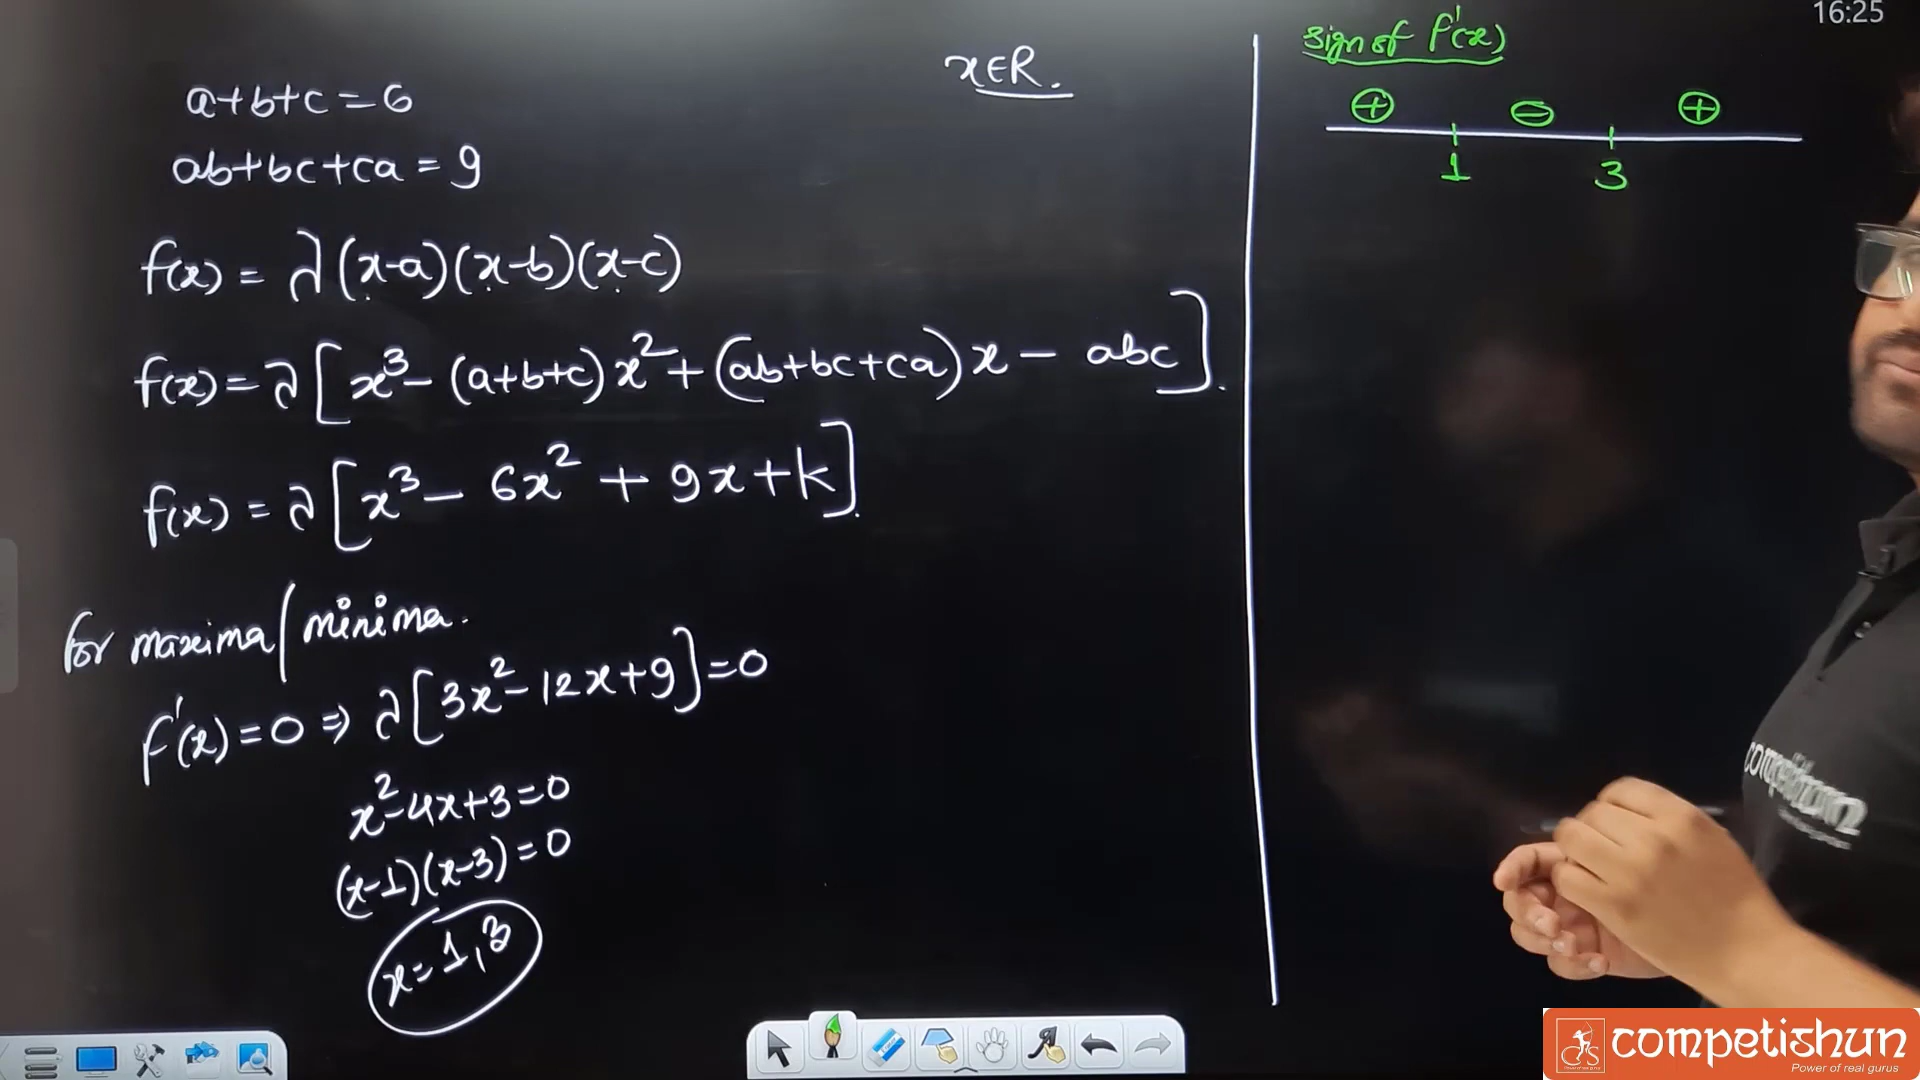 16:25
a+b+c=6
x∈R.
ab+bc+ca=9
f(x) = λ(x-a)(x-b)(x-c)
f(x) = λ[x³ - (a+b+c)x² + (ab+bc+ca)x - abc].
f(x) = λ[x³ - 6x² + 9x + k].
for maxima/minima.
f'(x)=0 ⇒ λ[3x²-12x+9]=0
x²-4x+3=0
(x-1)(x-3)=0
x=1,3
Sign of f'(x)
+ - +
1 3
competishun
competishun
Power of real gurus